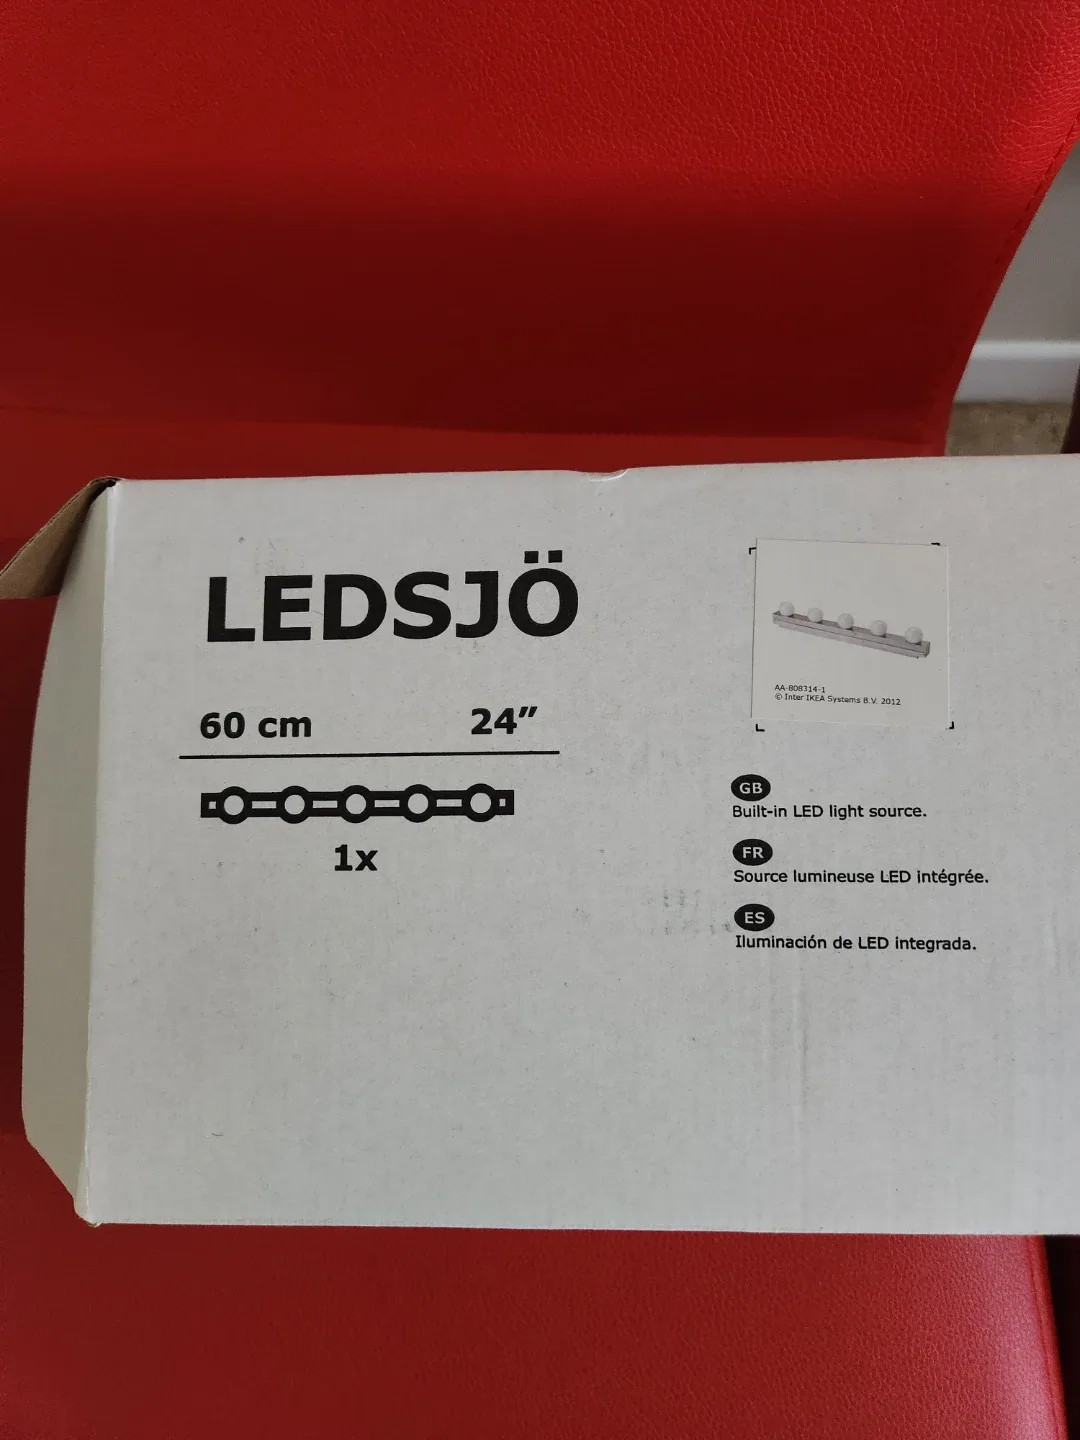 LEDSJÖ
60 cm 24″
1x
AA-808314-1
© Inter IKEA Systems B.V. 2012
GB
Built-in LED light source.
FR
Source lumineuse LED intégrée.
ES
Iluminación de LED integrada.